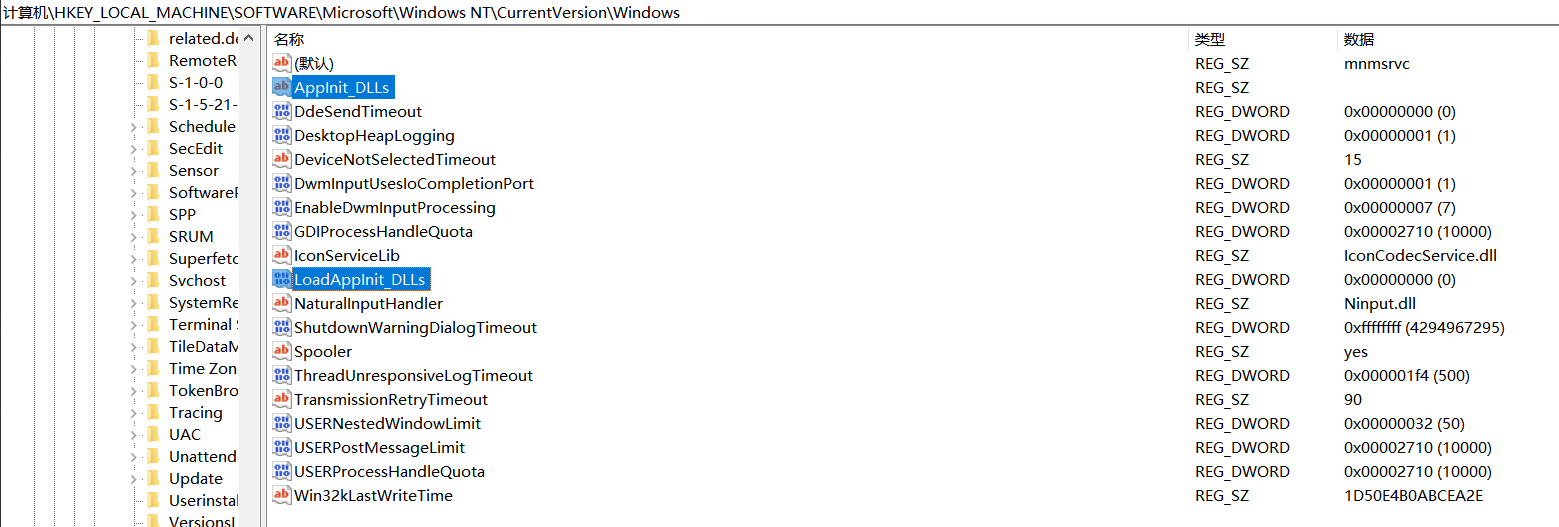 计算机\HKEY_LOCAL_MACHINE\SOFTWARE\Microsoft\Windows NT\CurrentVersion\Windows
related.de
RemoteR
S-1-0-0
S-1-5-21-
Schedule
SecEdit
Sensor
SoftwareP
SPP
SRUM
Superfetc
Svchost
SystemRe
Terminal S
TileDataM
Time Zon
TokenBro
Tracing
UAC
Unattend
Update
Userinstal
VersionsL
名称 类型 数据
(默认) REG_SZ mnmsrvc
AppInit_DLLs REG_SZ
DdeSendTimeout REG_DWORD 0x00000000 (0)
DesktopHeapLogging REG_DWORD 0x00000001 (1)
DeviceNotSelectedTimeout REG_SZ 15
DwmInputUsesIoCompletionPort REG_DWORD 0x00000001 (1)
EnableDwmInputProcessing REG_DWORD 0x00000007 (7)
GDIProcessHandleQuota REG_DWORD 0x00002710 (10000)
IconServiceLib REG_SZ IconCodecService.dll
LoadAppInit_DLLs REG_DWORD 0x00000000 (0)
NaturalInputHandler REG_SZ Ninput.dll
ShutdownWarningDialogTimeout REG_DWORD 0xffffffff (4294967295)
Spooler REG_SZ yes
ThreadUnresponsiveLogTimeout REG_DWORD 0x000001f4 (500)
TransmissionRetryTimeout REG_SZ 90
USERNestedWindowLimit REG_DWORD 0x00000032 (50)
USERPostMessageLimit REG_DWORD 0x00002710 (10000)
USERProcessHandleQuota REG_DWORD 0x00002710 (10000)
Win32kLastWriteTime REG_SZ 1D50E4B0ABCEA2E